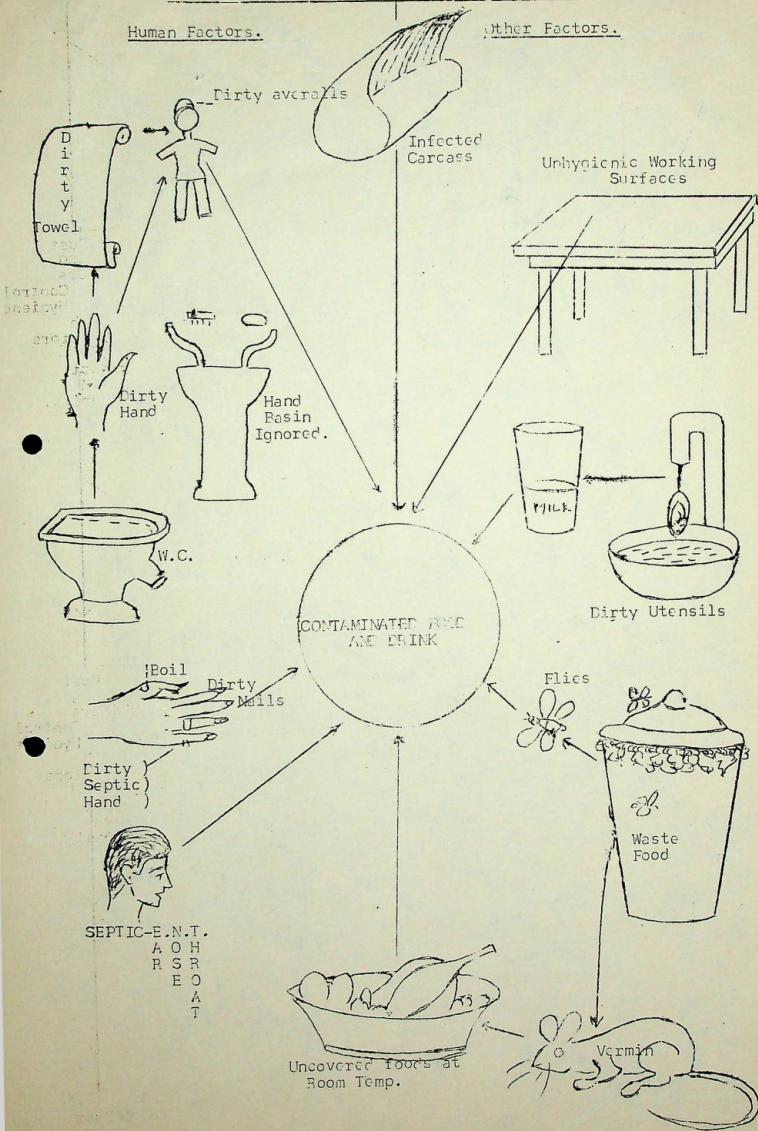 Human Factors.
Other Factors.
Dirty averalls
D
i
r
t
y
Towel
Infected
Carcass
Unhygienic Working
Surfaces
Dirty
Hand
Hand
Basin
Ignored.
MILK
W.C.
Dirty Utensils
CONTAMINATED FOOD
AND DRINK
Boil
Dirty
Nails
Flies
Dirty )
Septic)
Hand )
Waste
Food
SEPTIC-E.N.T.
A O H
R S R
E O
A
T
Uncovered foods at
Room Temp.
Vermin